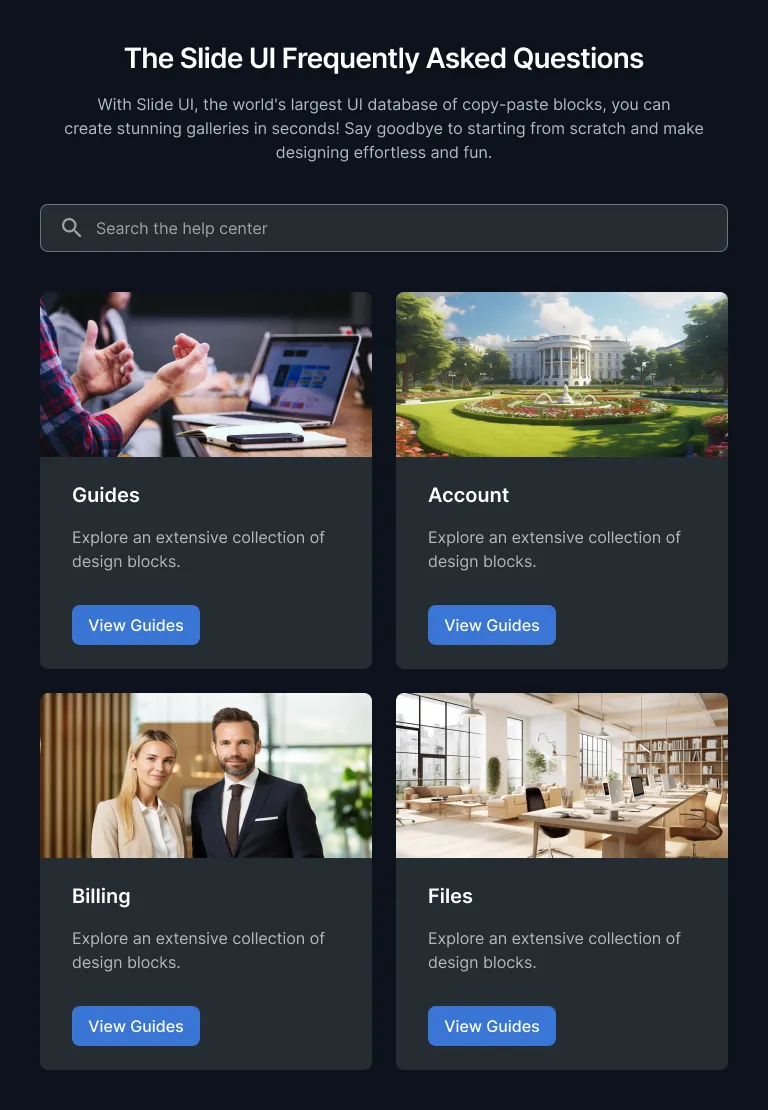 The Slide UI Frequently Asked Questions
With Slide UI, the world's largest UI database of copy-paste blocks, you can
create stunning galleries in seconds! Say goodbye to starting from scratch and make
designing effortless and fun.
Search the help center
Guides
Explore an extensive collection of
design blocks.
View Guides
Account
Explore an extensive collection of
design blocks.
View Guides
Billing
Explore an extensive collection of
design blocks.
View Guides
Files
Explore an extensive collection of
design blocks.
View Guides